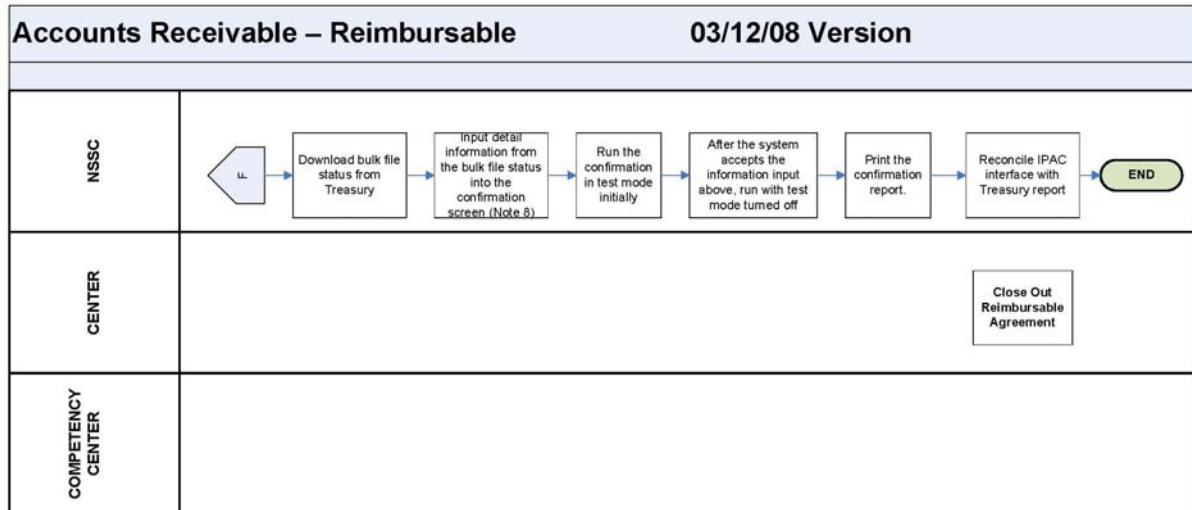 Accounts Receivable – Reimbursable 03/12/08 Version
NSSC
F
Download bulk file
status from
Treasury
Input detail
information from
the bulk file status
into the
confirmation
screen (Note 8)
Run the
confirmation
in test mode
initially
After the system
accepts the
information input
above, run with test
mode turned off
Print the
confirmation
report.
Reconcile IPAC
interface with
Treasury report
END
CENTER
Close Out
Reimbursable
Agreement
COMPETENCY
CENTER